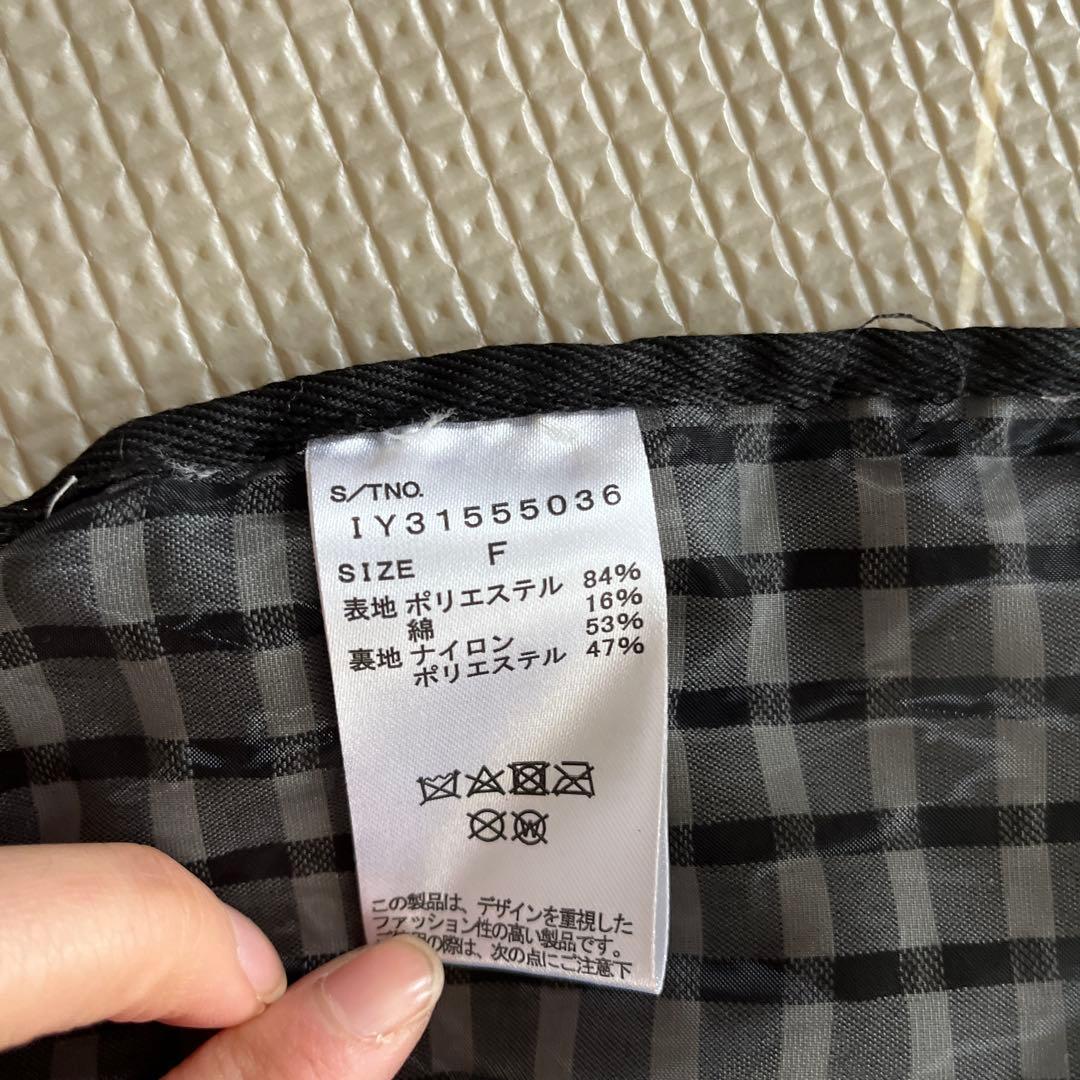 S/TNO.
IY31555036
SIZE F
表地 ポリエステル 84%
綿 16%
裏地 ナイロン 53%
ポリエステル 47%
W
この製品は、デザインを重視した
ファッション性の高い製品です。
の際は、次の点にご注意下